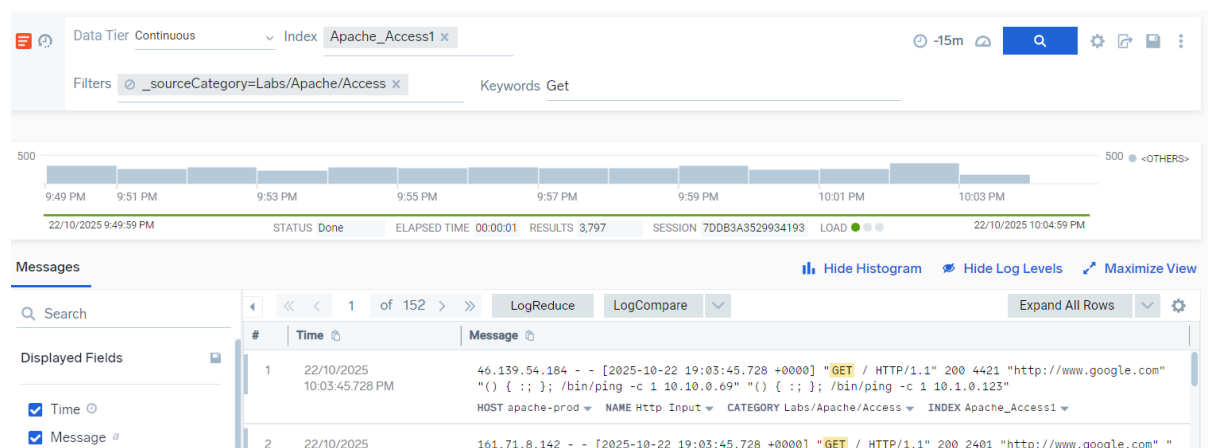 Data Tier Continuous Index Apache_Access1 × -15m
Filters _sourceCategory=Labs/Apache/Access × Keywords Get
500 500 <OTHERS>
9:49 PM 9:51 PM 9:53 PM 9:55 PM 9:57 PM 9:59 PM 10:01 PM 10:03 PM
22/10/2025 9:49:59 PM STATUS Done ELAPSED TIME 00:00:01 RESULTS 3,797 SESSION 7DDB3A3529934193 LOAD 22/10/2025 10:04:59 PM
Messages Hide Histogram Hide Log Levels Maximize View
Search 1 of 152 LogReduce LogCompare Expand All Rows
# Time Message
Displayed Fields
1 22/10/2025 46.139.54.184 - - [2025-10-22 19:03:45.728 +0000] "GET / HTTP/1.1" 200 4421 "http://www.google.com"
10:03:45.728 PM "() { :; }; /bin/ping -c 1 10.10.0.69" "() { :; }; /bin/ping -c 1 10.1.0.123"
Time HOST apache-prod NAME Http Input CATEGORY Labs/Apache/Access INDEX Apache_Access1
Message a
2 22/10/2025 161.71.8.142 - - [2025-10-22 19:03:45.728 +0000] "GET / HTTP/1.1" 200 2401 "http://www.google.com" "